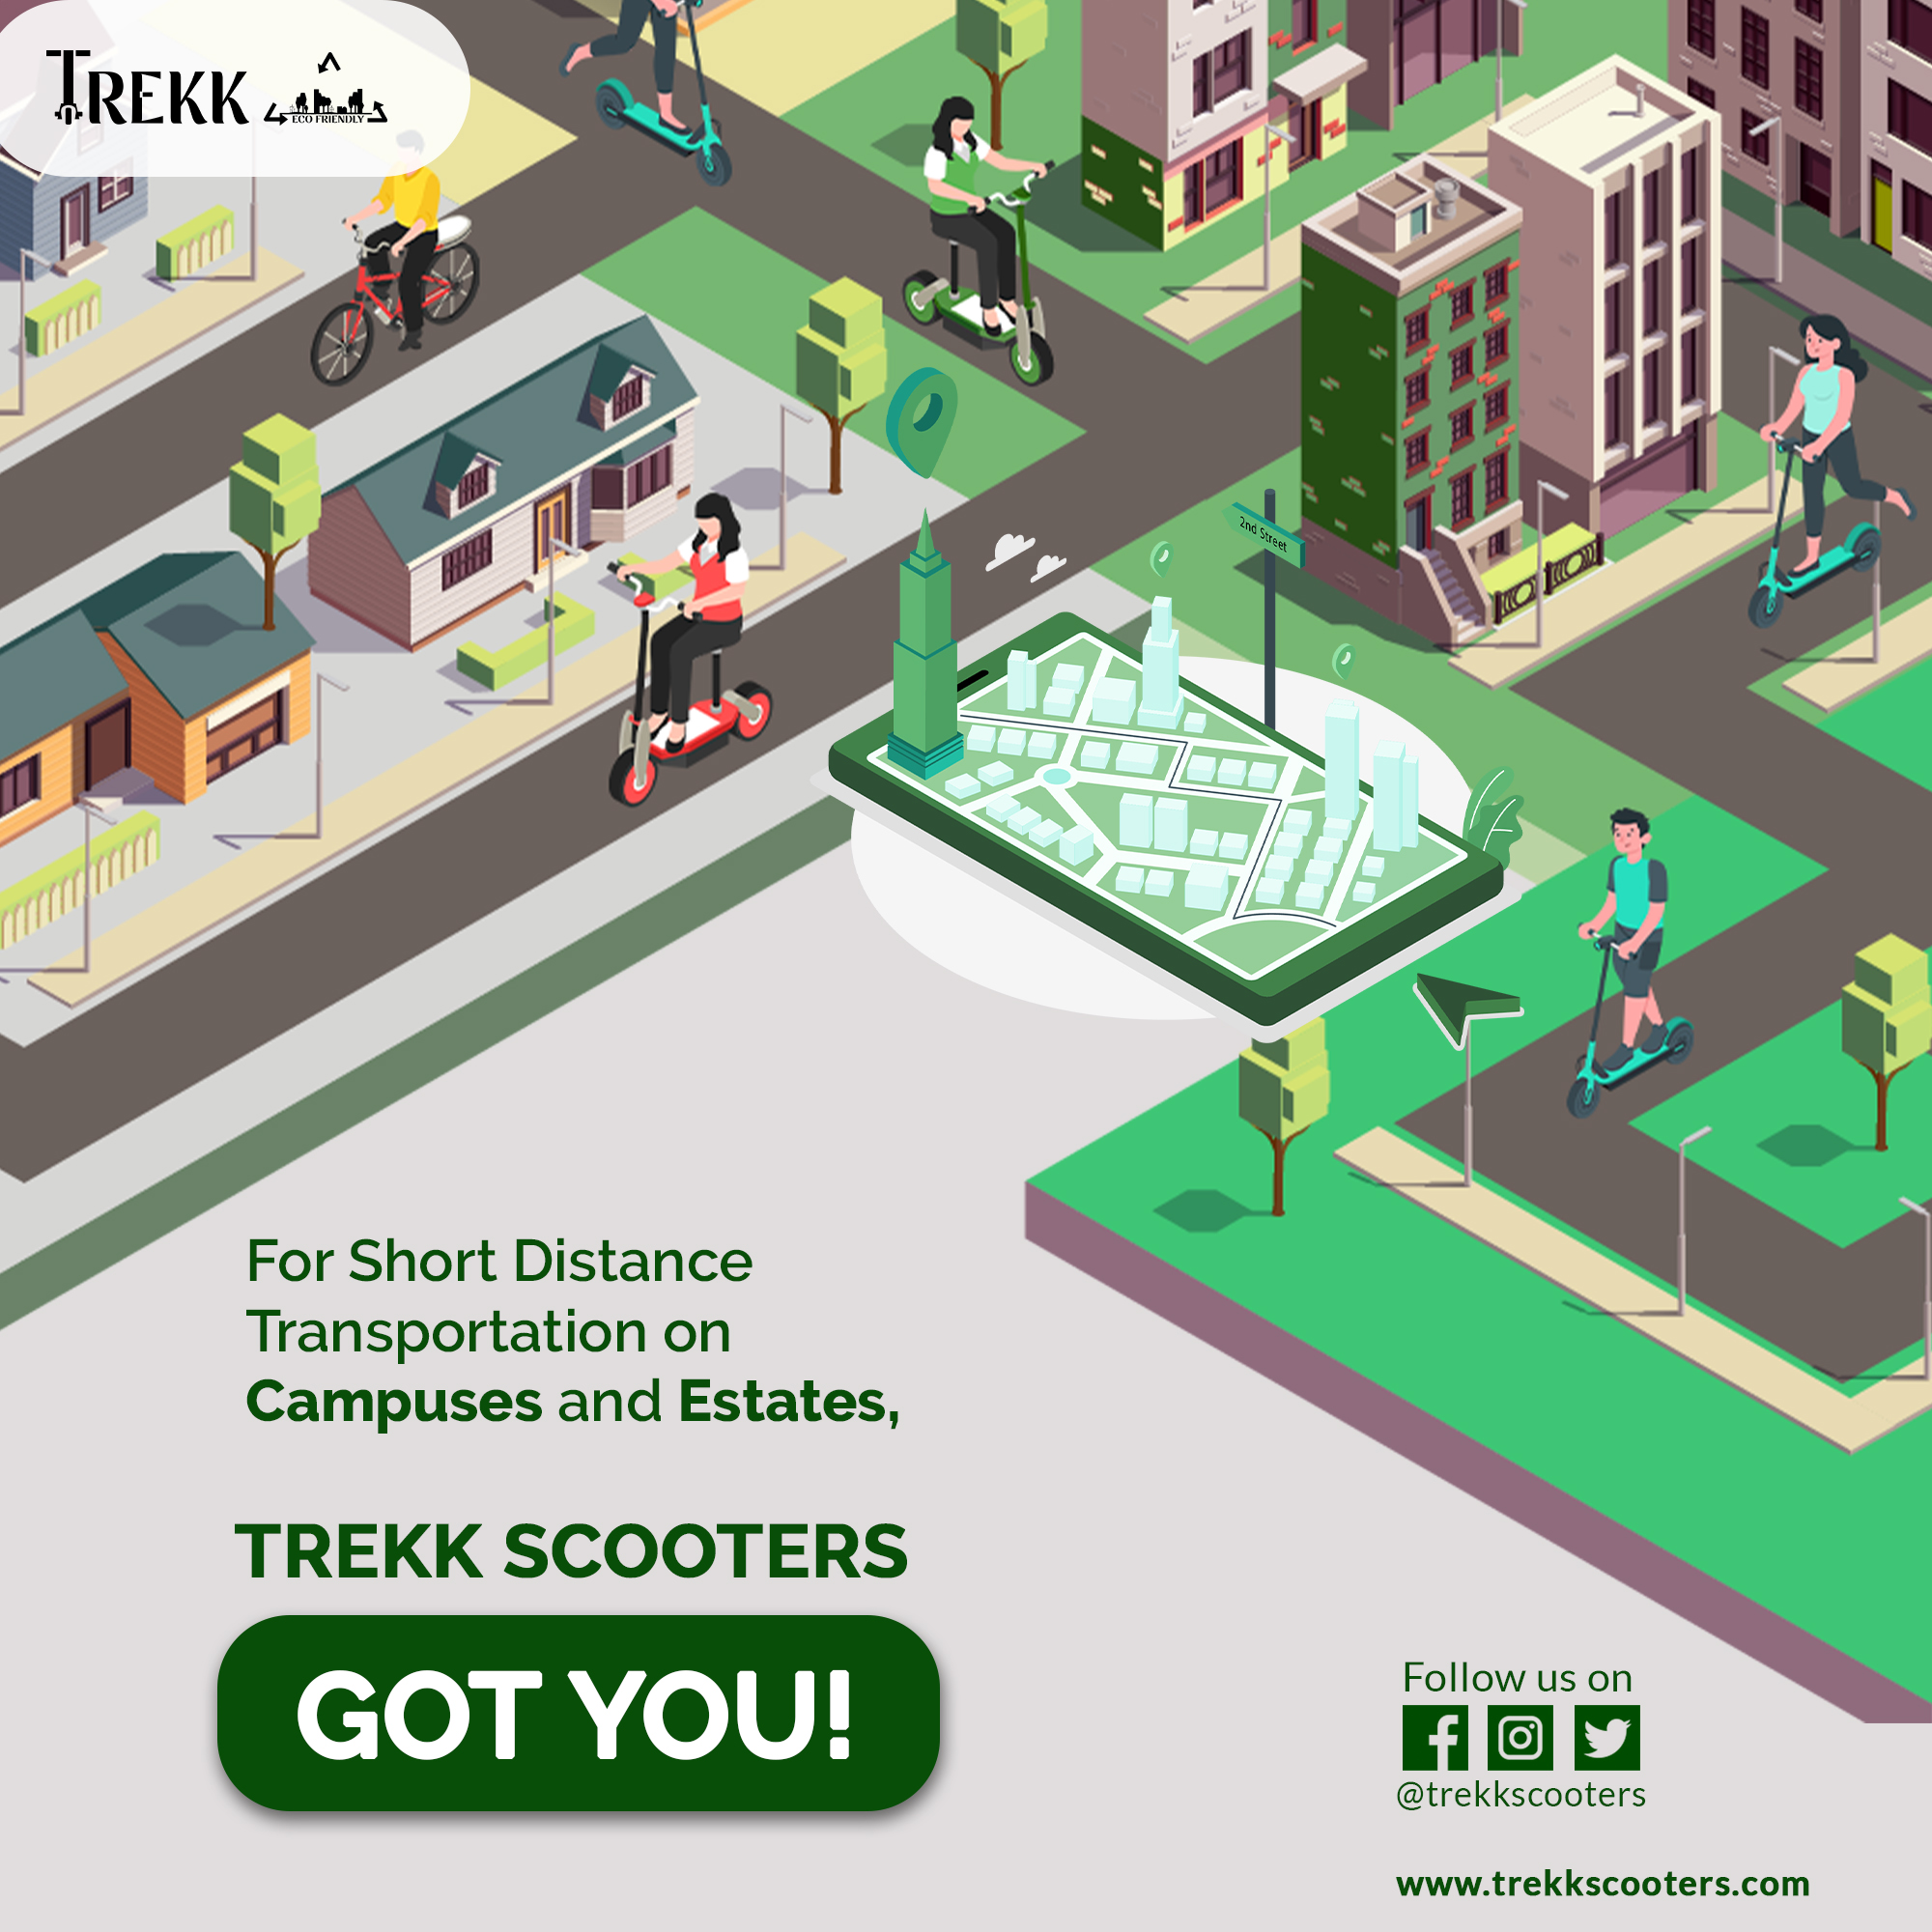 TREKK
ECO FRIENDLY
2nd Street
For Short Distance
Transportation on
Campuses and Estates,
TREKK SCOOTERS
GOT YOU!
Follow us on
@trekkscooters
www.trekkscooters.com